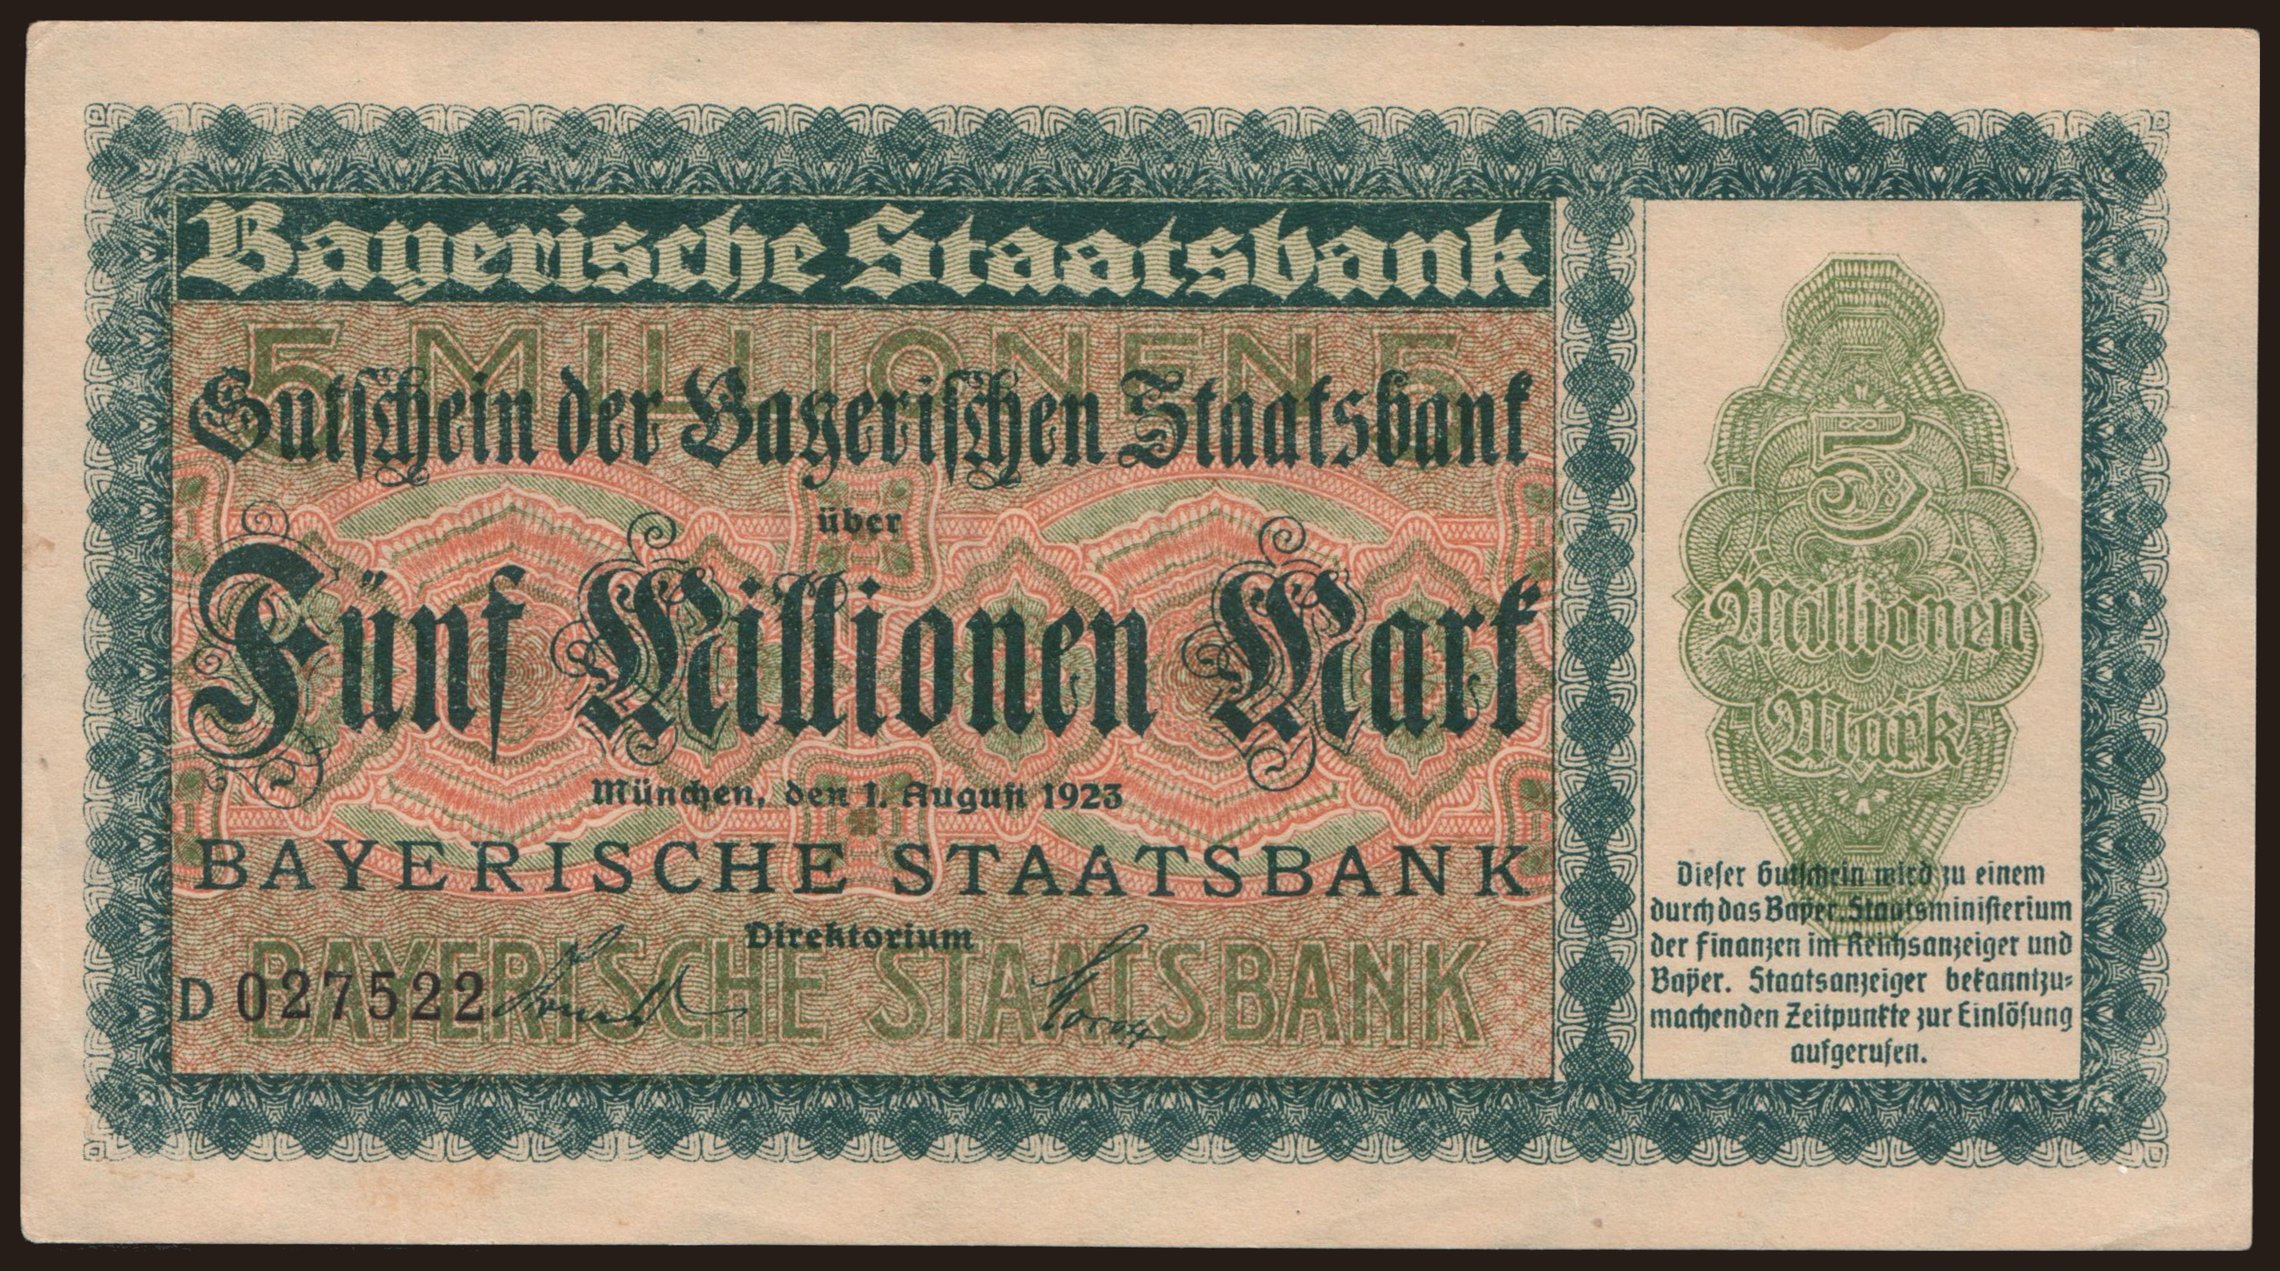 Bayerische Staatsbank
5 MILLIONEN 5
Gutschein der Bayerischen Staatsbank
über
Fünf Millionen Mark
München, den 1. August 1923
BAYERISCHE STAATSBANK
Direktorium
BAYERISCHE STAATSBANK
D 027522
5
Millionen
Mark
Dieser Gutschein wird zu einem
durch das Bayer. Staatsministerium
der Finanzen im Reichsanzeiger und
Bayer. Staatsanzeiger bekanntzu-
machenden Zeitpunkte zur Einlösung
aufgerufen.